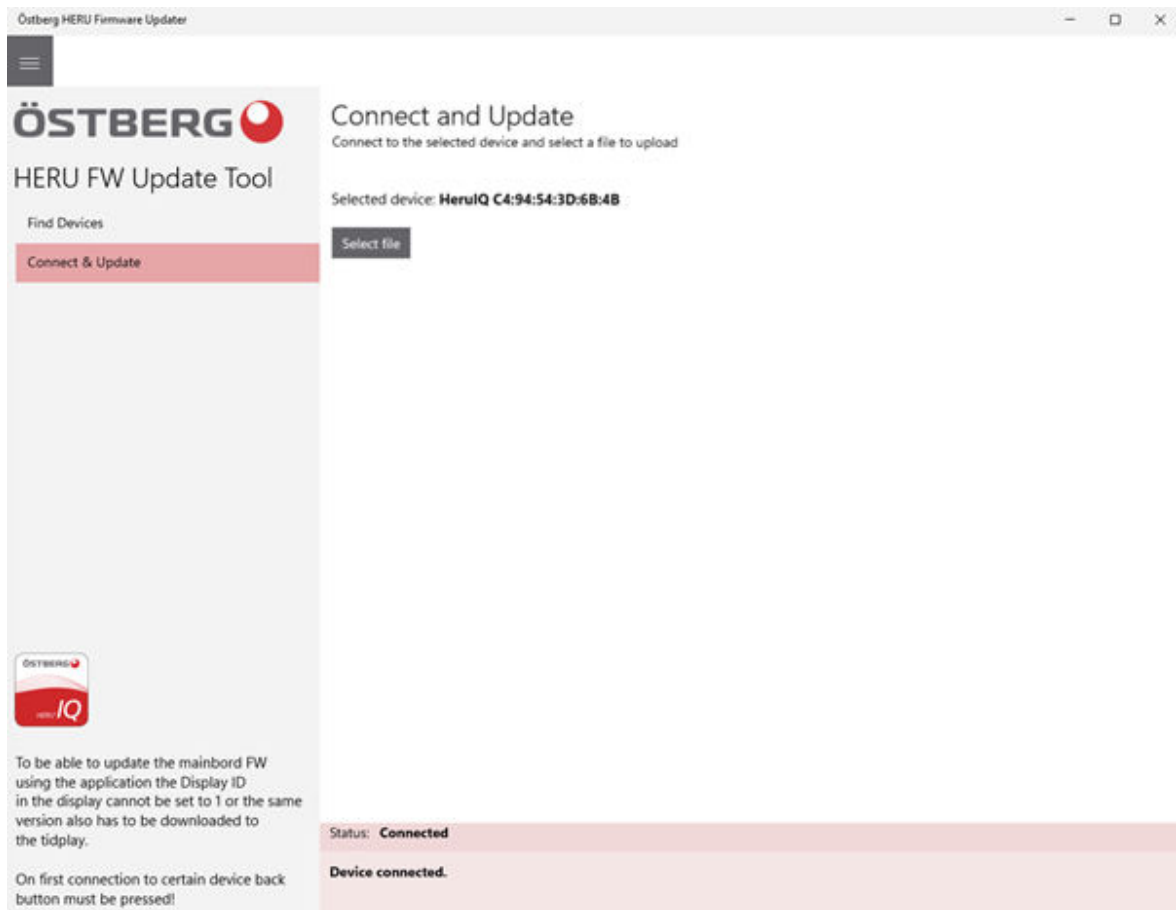 Östberg HERU Firmware Updater
ÖSTBERG
HERU FW Update Tool
Find Devices
Connect & Update
Connect and Update
Connect to the selected device and select a file to upload
Selected device: HeruIQ C4:94:54:3D:6B:4B
Select file
ÖSTBERG
HERU IQ
To be able to update the mainbord FW
using the application the Display ID
in the display cannot be set to 1 or the same
version also has to be downloaded to
the tidplay.
On first connection to certain device back
button must be pressed!
Status: Connected
Device connected.